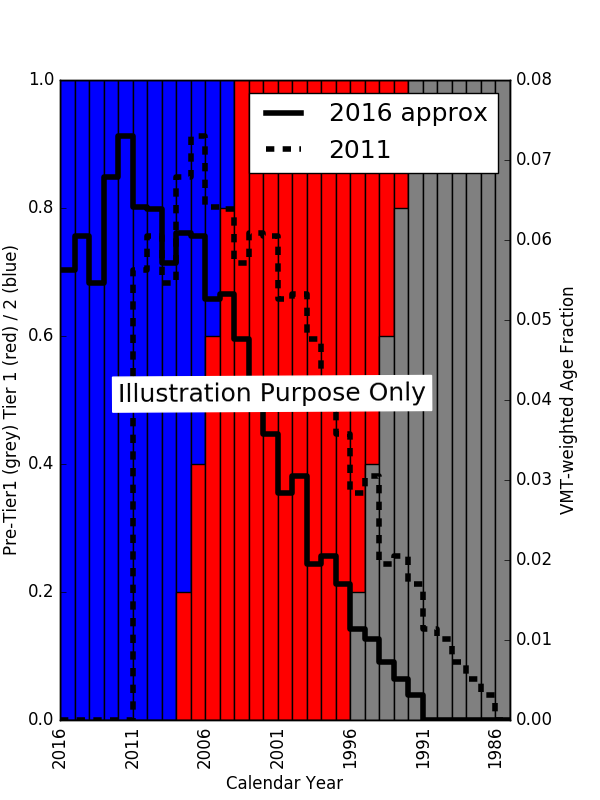 1.0
0.8
0.6
0.4
0.2
0.0
Pre-Tier1 (grey) Tier 1 (red) / 2 (blue)
2016 approx
2011
Illustration Purpose Only
0.08
0.07
0.06
0.05
0.04
0.03
0.02
0.01
0.00
VMT-weighted Age Fraction
2016 2011 2006 2001 1996 1991 1986
Calendar Year